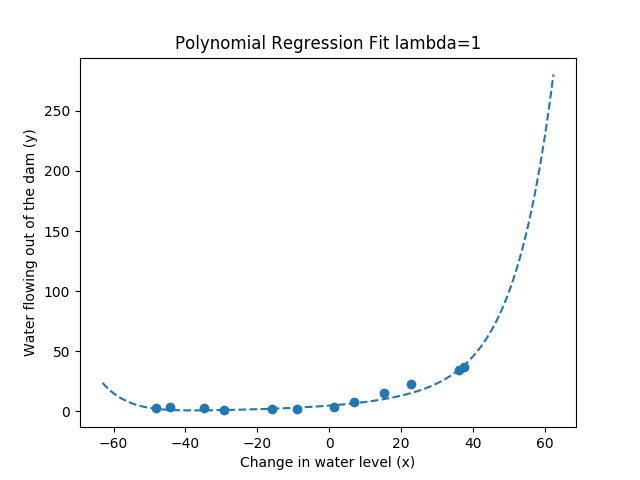 Polynomial Regression Fit lambda=1
250
200
150
100
50
0
Water flowing out of the dam (y)
−60 −40 −20 0 20 40 60
Change in water level (x)